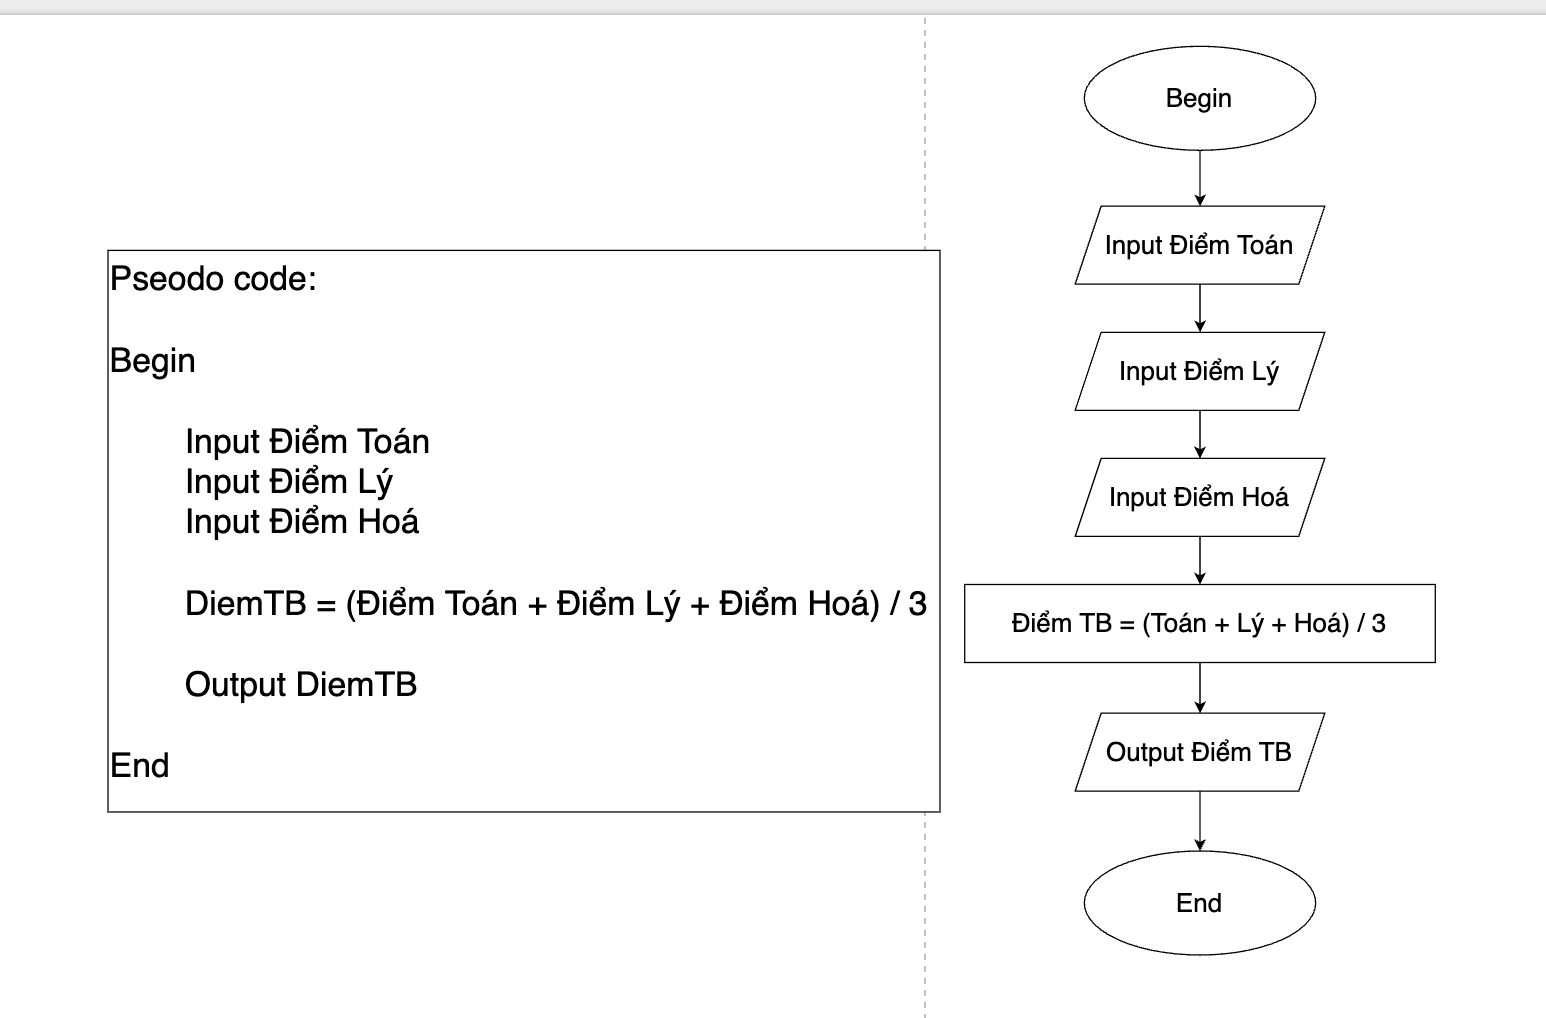 Pseodo code:
Begin
Input Điểm Toán
Input Điểm Lý
Input Điểm Hoá
DiemTB = (Điểm Toán + Điểm Lý + Điểm Hoá) / 3
Output DiemTB
End
Begin
Input Điểm Toán
Input Điểm Lý
Input Điểm Hoá
Điểm TB = (Toán + Lý + Hoá) / 3
Output Điểm TB
End